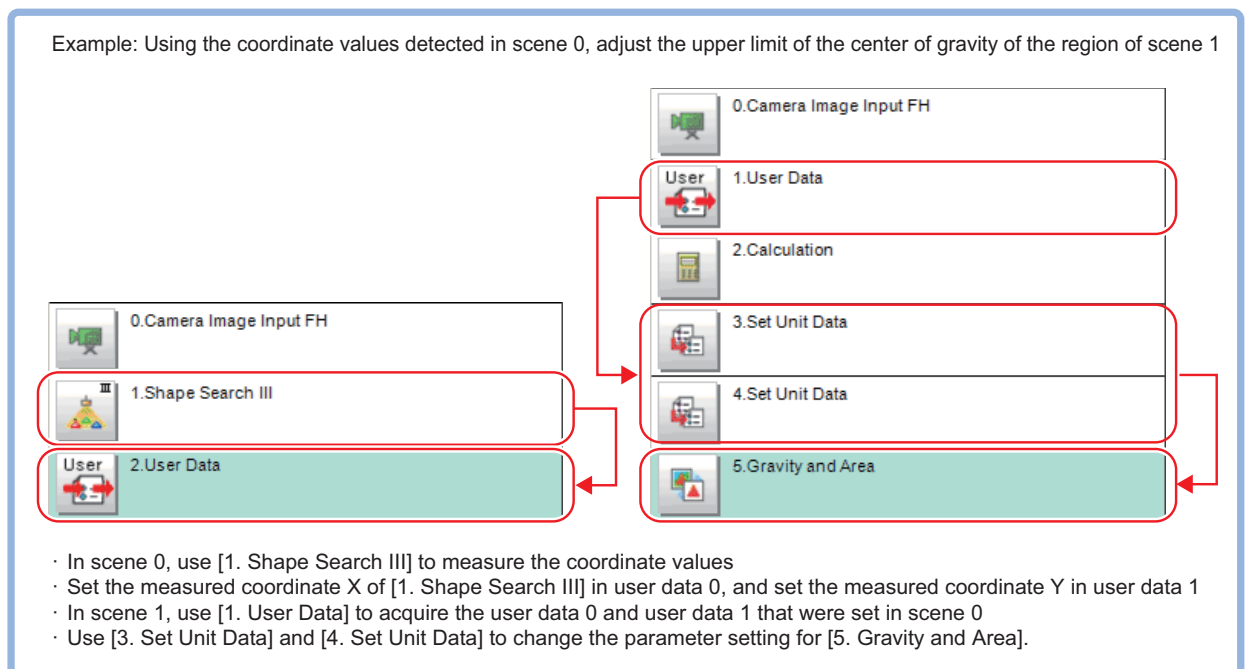 Example: Using the coordinate values detected in scene 0, adjust the upper limit of the center of gravity of the region of scene 1
0.Camera Image Input FH
User
1.User Data
2.Calculation
3.Set Unit Data
4.Set Unit Data
5.Gravity and Area
0.Camera Image Input FH
III
1.Shape Search III
User
2.User Data
· In scene 0, use [1. Shape Search III] to measure the coordinate values
· Set the measured coordinate X of [1. Shape Search III] in user data 0, and set the measured coordinate Y in user data 1
· In scene 1, use [1. User Data] to acquire the user data 0 and user data 1 that were set in scene 0
· Use [3. Set Unit Data] and [4. Set Unit Data] to change the parameter setting for [5. Gravity and Area].